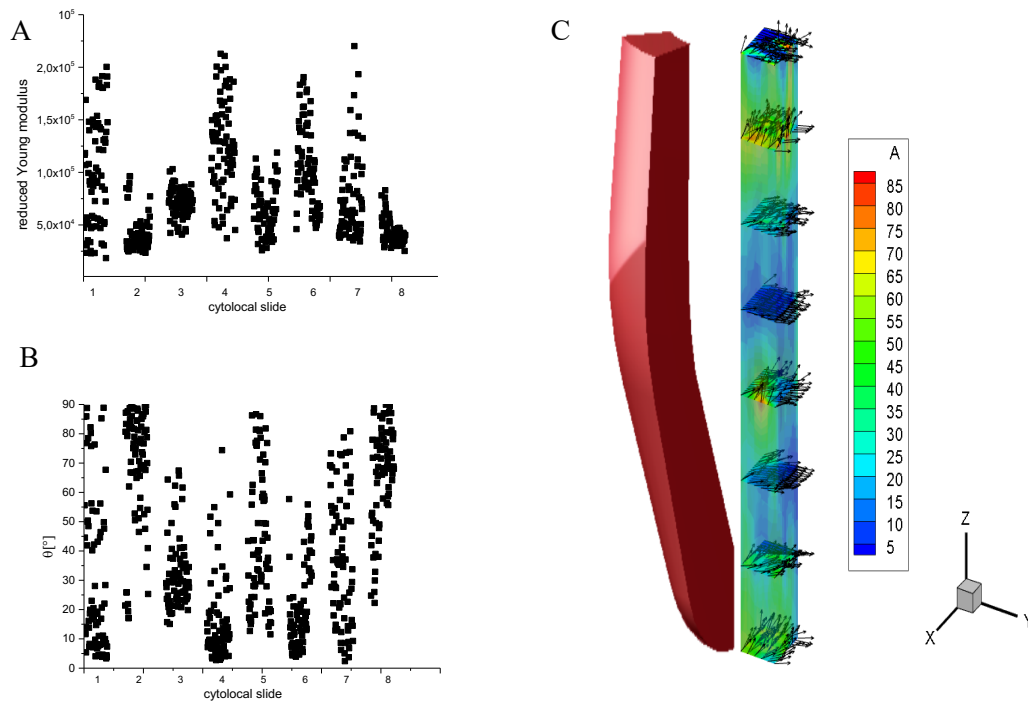 A
reduced Young modulus
2,0x10⁵
1,5x10⁵
1,0x10⁵
5,0x10⁴
1 2 3 4 5 6 7 8
cytolocal slide
B
θ[°]
90
80
70
60
50
40
30
20
10
0
1 2 3 4 5 6 7 8
cytolocal slide
C
A
85
80
75
70
65
60
55
50
45
40
35
30
25
20
15
10
5
Z
X
Y